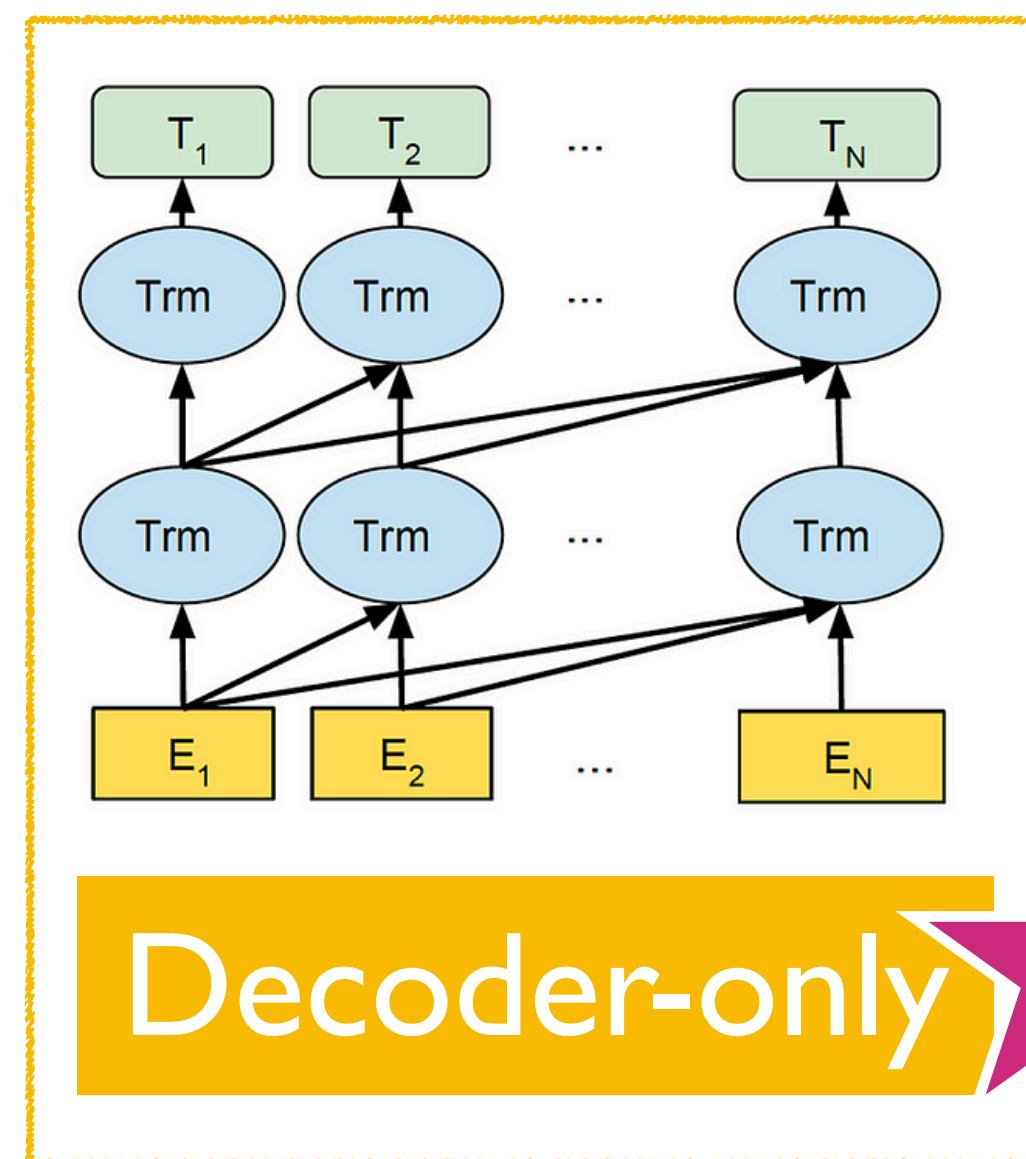 T1 T2 ... TN
Trm Trm ... Trm
Trm Trm ... Trm
E1 E2 ... EN
Decoder-only